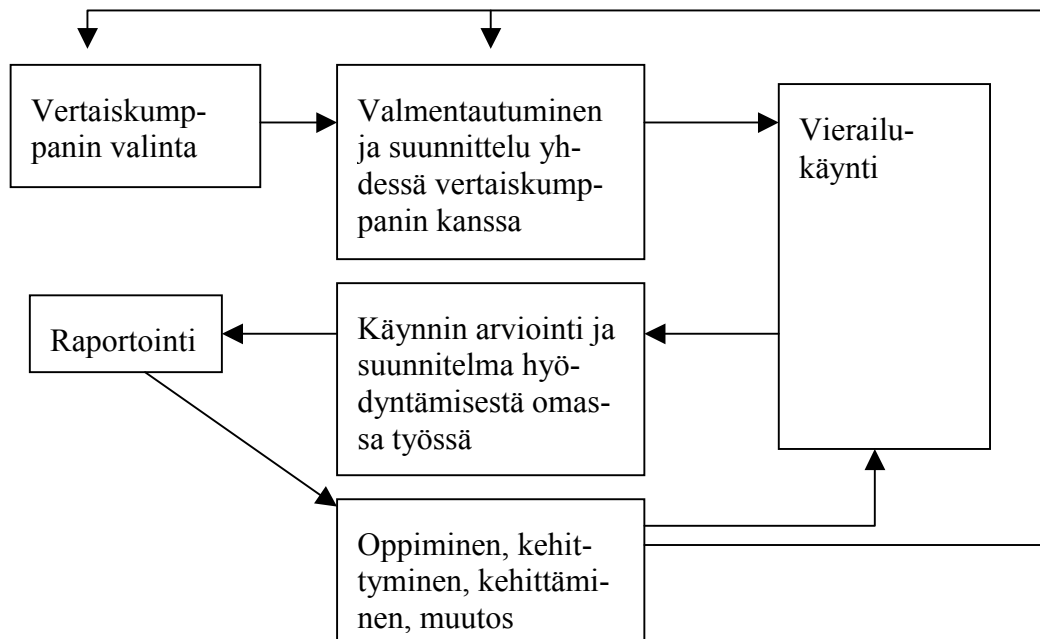 Vertaiskump-
panin valinta
Valmentautuminen
ja suunnittelu yh-
dessä vertaiskump-
panin kanssa
Vierailu-
käynti
Käynnin arviointi ja
suunnitelma hyö-
dyntämisestä omas-
sa työssä
Raportointi
Oppiminen, kehit-
tyminen, kehittämi-
nen, muutos